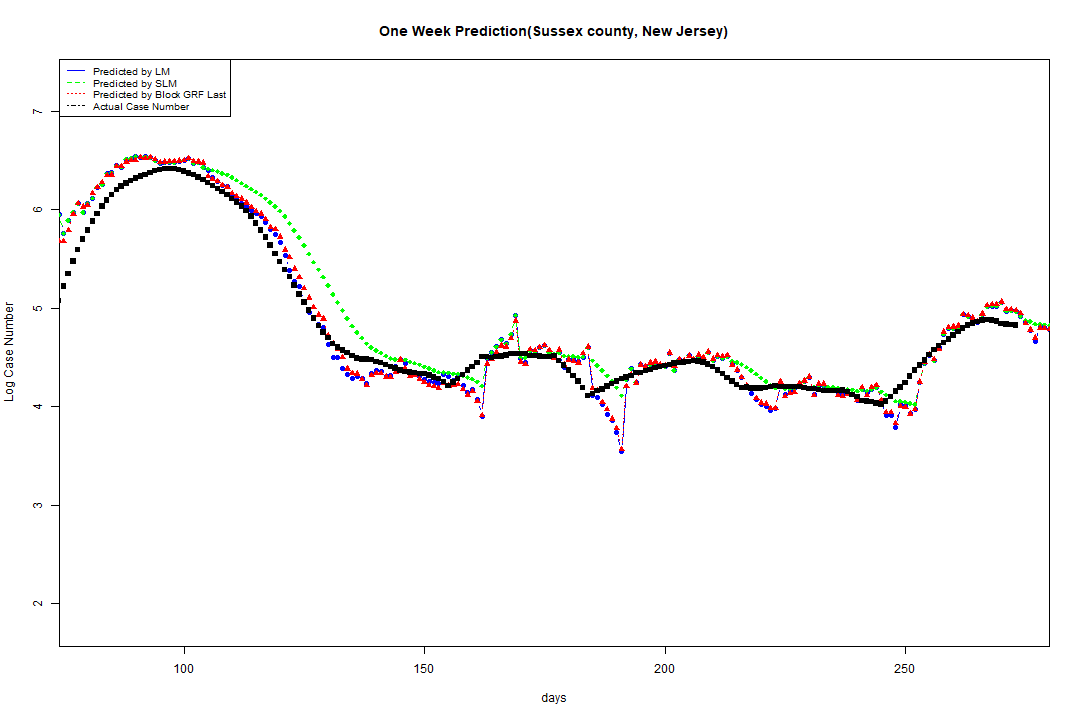 One Week Prediction(Sussex county, New Jersey)
Predicted by LM
Predicted by SLM
Predicted by Block GRF Last
Actual Case Number
7
6
5
4
3
2
Log Case Number
100 150 200 250
days